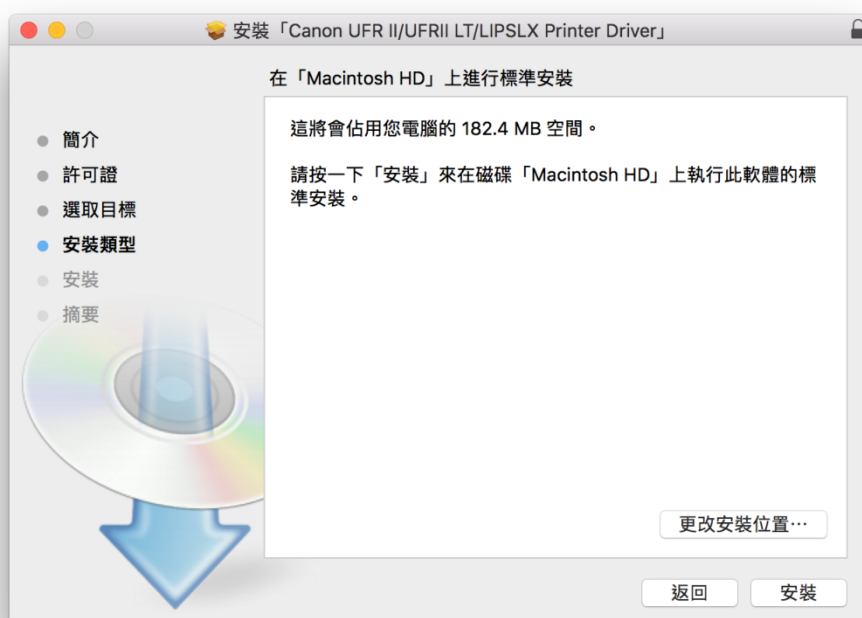 安裝「Canon UFR II/UFRII LT/LIPSLX Printer Driver」
在「Macintosh HD」上進行標準安裝
簡介
許可證
選取目標
安裝類型
安裝
摘要
這將會佔用您電腦的 182.4 MB 空間。
請按一下「安裝」來在磁碟「Macintosh HD」上執行此軟體的標
準安裝。
更改安裝位置⋯
返回
安裝